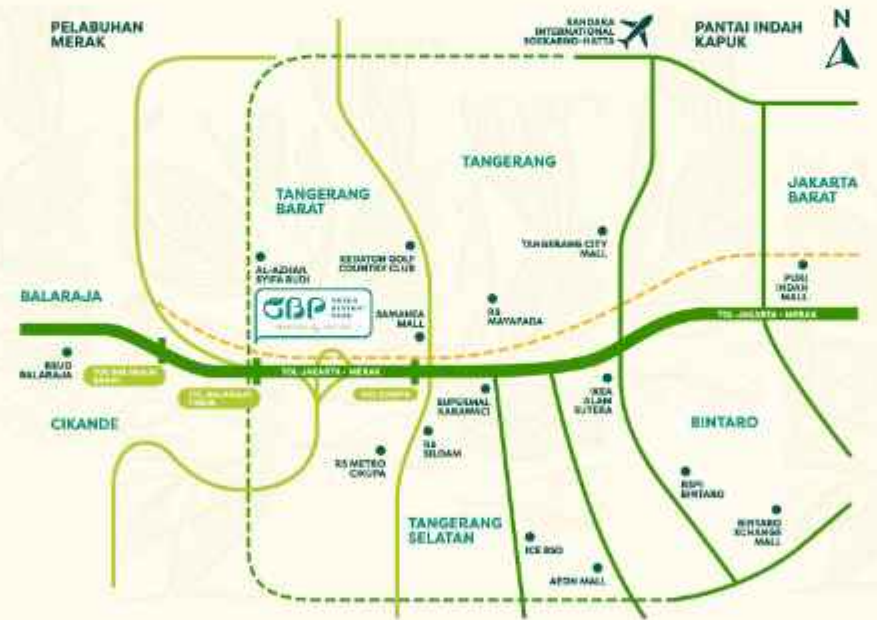 PELABUHAN
MERAK
BANDARA
INTERNATIONAL
SOEKARNO-HATTA
PANTAI INDAH
KAPUK
N
TANGERANG
JAKARTA
BARAT
TANGERANG
BARAT
TANGERANG CITY
MALL
KERATON GOLF
COUNTRY CLUB
AL-AZHAR
SYIFA BUDI
PURI
INDAH
MALL
BALARAJA
GBP
RS
MAYAPADA
MALL
TOL JAKARTA - MERAK
RSUD
BALARAJA
TOL JAKARTA - MERAK
TOL CIKUPA
SUPERMAL
KARAWACI
IKEA
ALAM
SUTERA
CIKANDE
BINTARO
RS
SILOAM
RS METRO
CIKUPA
RSPI
BINTARO
BINTARO
XCHANGE
MALL
TANGERANG
SELATAN
ICE BSD
AEON MALL